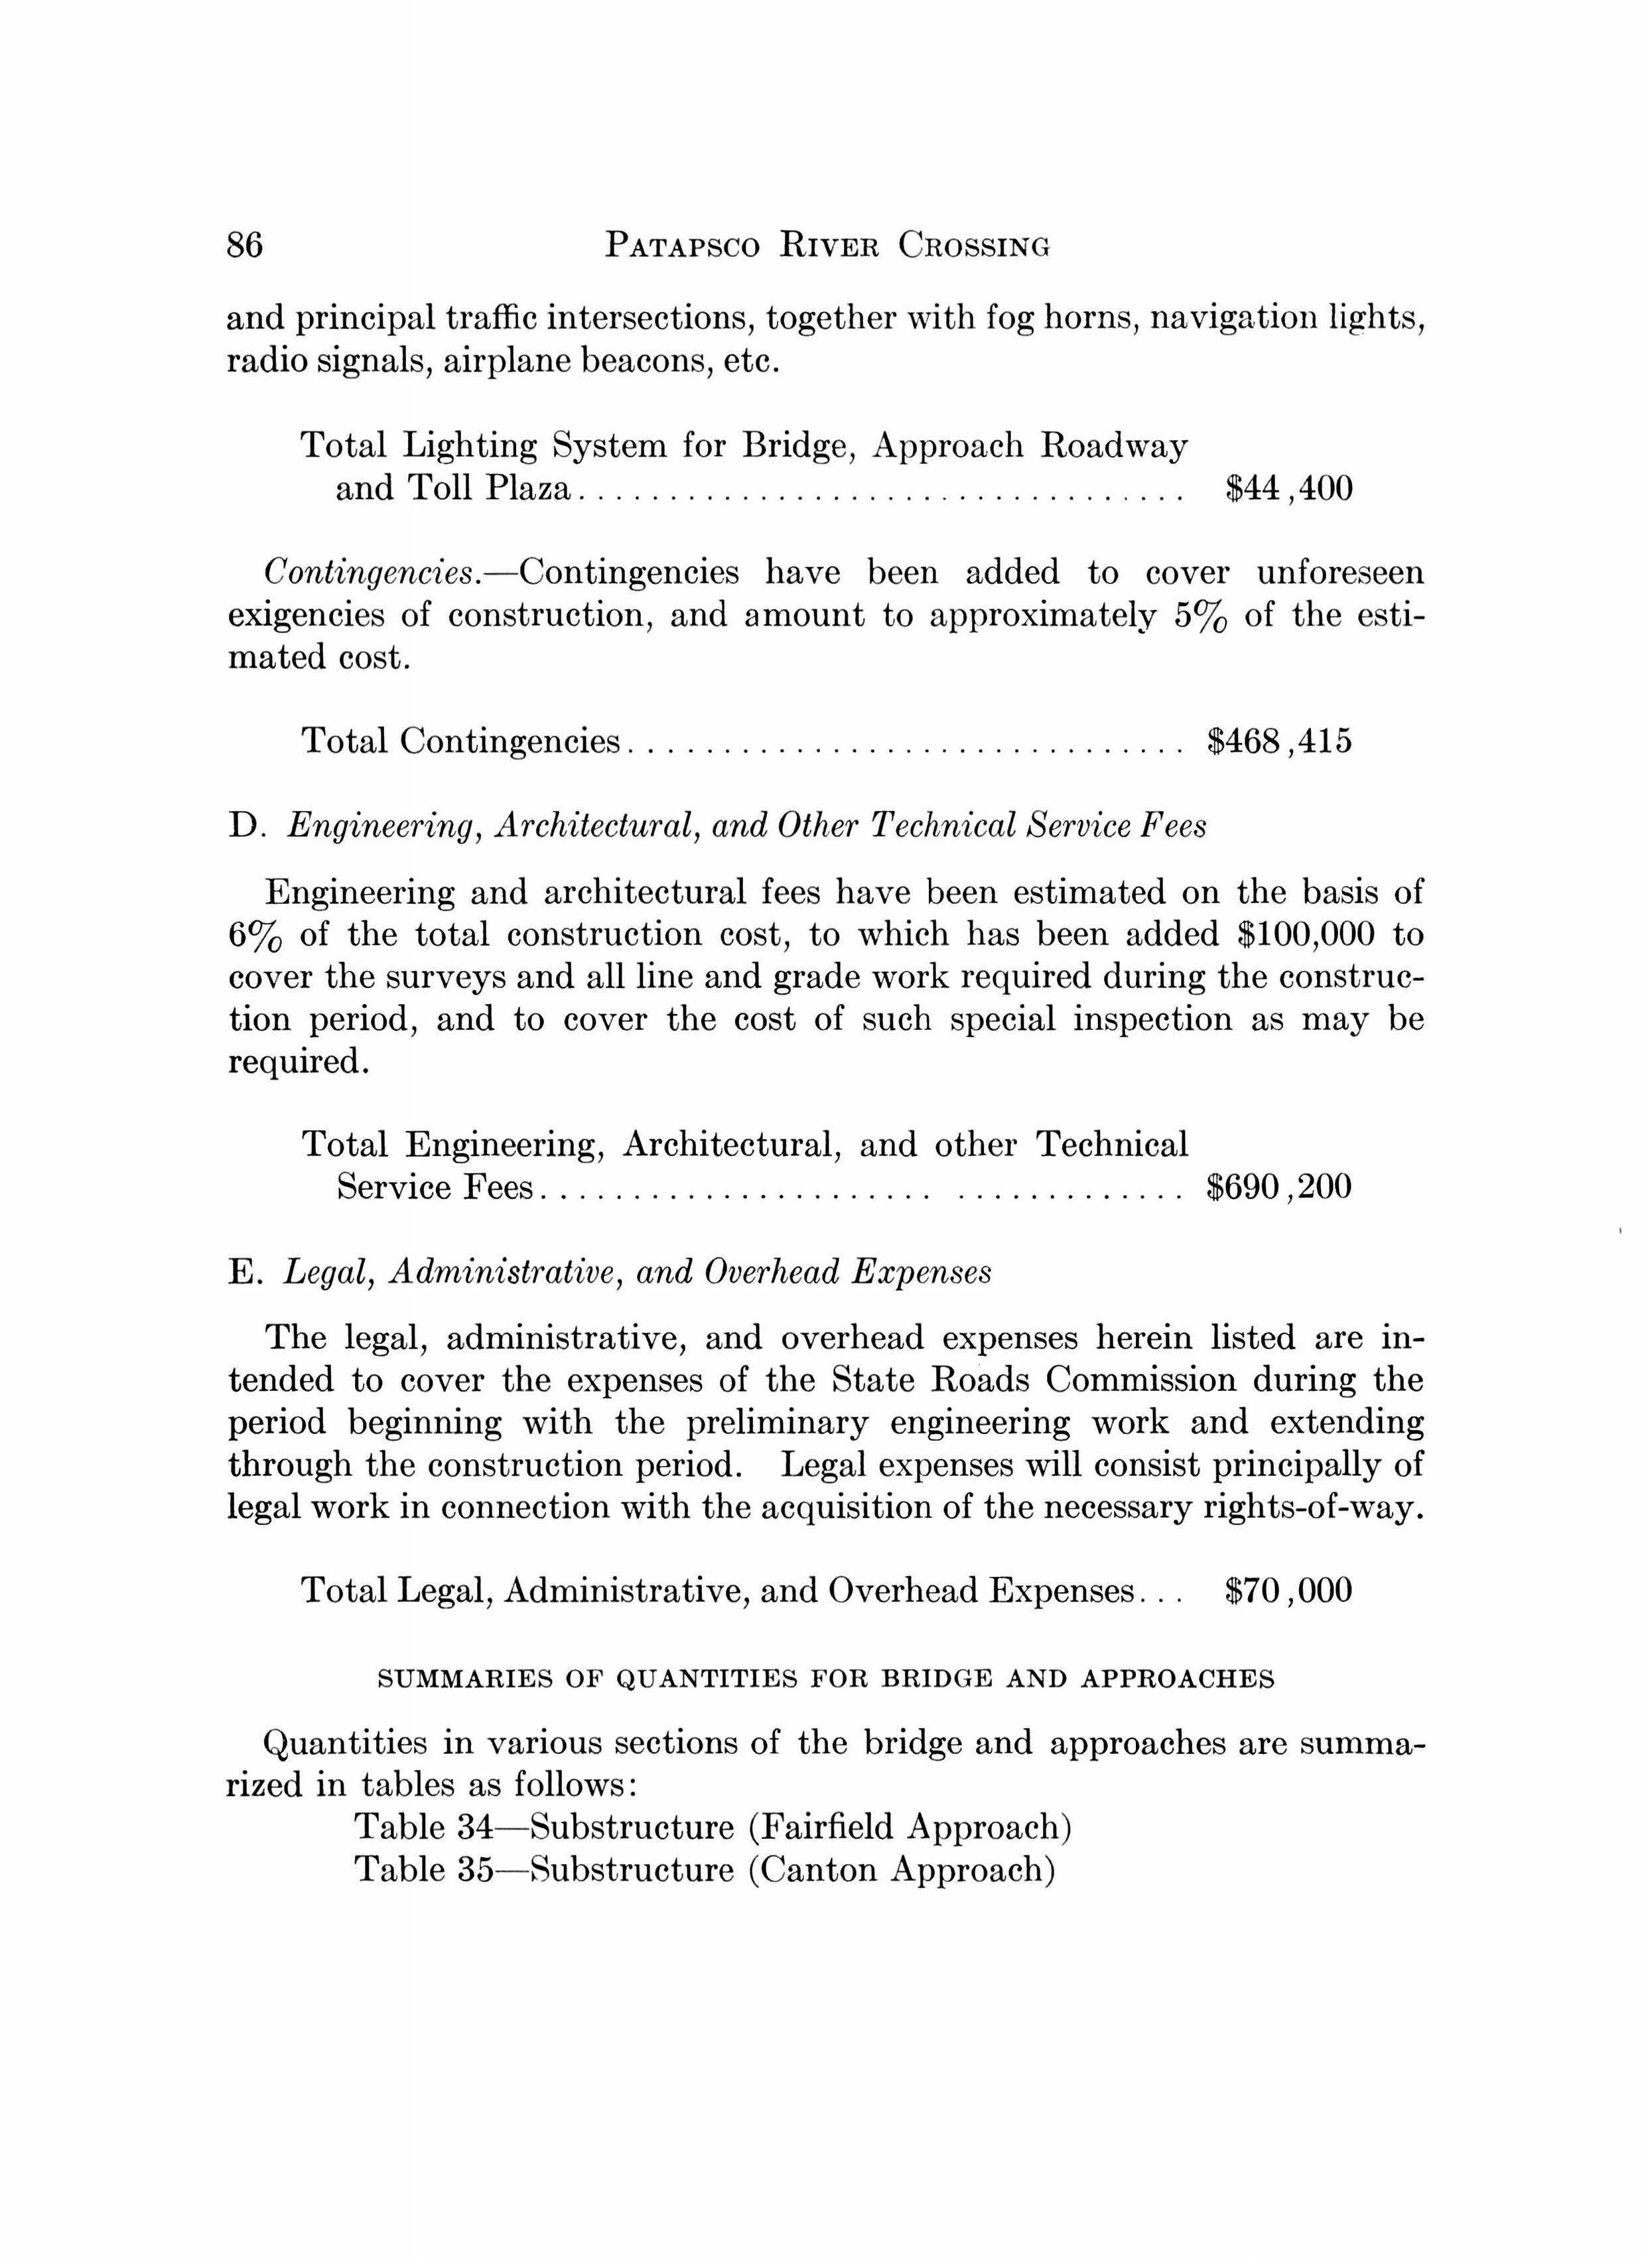 86 PATAPSCO RIVER CROSSING
and principal traffic intersections, together with fog horns, navigation lights,
radio signals, airplane beacons, etc.
Total Lighting System for Bridge, Approach Roadway
and Toll Plaza.................................. $44,400
Contingencies.—Contingencies have been added to cover unforeseen
exigencies of construction, and amount to approximately 5% of the esti-
mated cost.
Total Contingencies............................... $468,415
D. Engineering, Architectural, and Other Technical Service Fees
Engineering and architectural fees have been estimated on the basis of
6% of the total construction cost, to which has been added $100,000 to
cover the surveys and all line and grade work required during the construc-
tion period, and to cover the cost of such special inspection as may be
required.
Total Engineering, Architectural, and other Technical
Service Fees................................... $690,200
E. Legal, Administrative, and Overhead Expenses
The legal, administrative, and overhead expenses herein listed are in-
tended to cover the expenses of the State Roads Commission during the
period beginning with the preliminary engineering work and extending
through the construction period. Legal expenses will consist principally of
legal work in connection with the acquisition of the necessary rights-of-way.
Total Legal, Administrative, and Overhead Expenses... $70,000
SUMMARIES OF QUANTITIES FOR BRIDGE AND APPROACHES
Quantities in various sections of the bridge and approaches are summa-
rized in tables as follows:
Table 34—Substructure (Fairfield Approach)
Table 35—Substructure (Canton Approach)